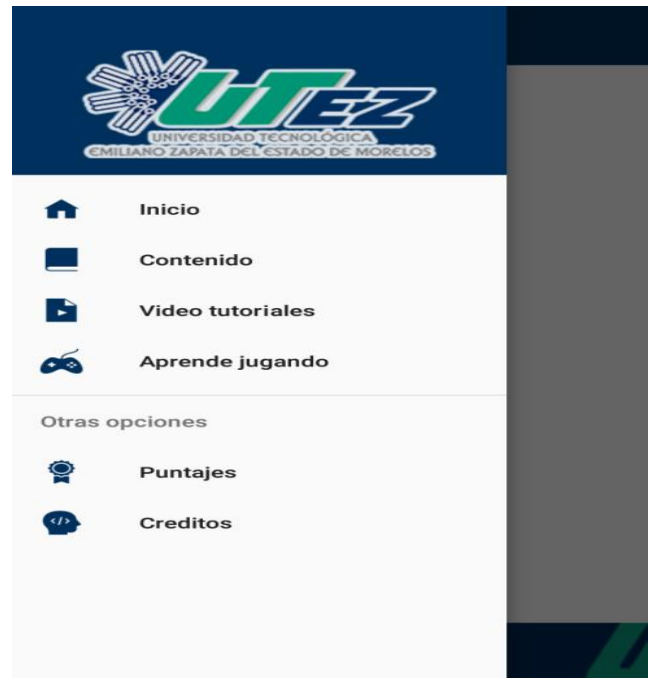 UTEZ
UNIVERSIDAD TECNOLÓGICA
EMILIANO ZAPATA DEL ESTADO DE MORELOS
Inicio
Contenido
Video tutoriales
Aprende jugando
Otras opciones
Puntajes
Creditos